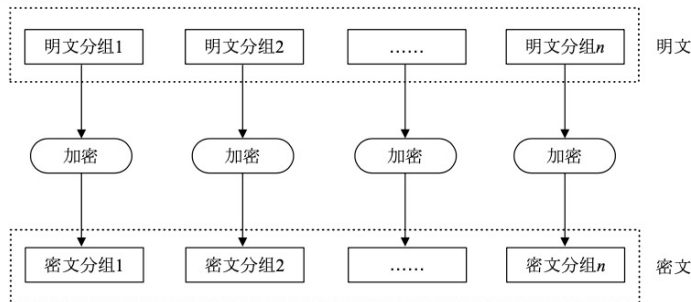 明文分组1 明文分组2 …… 明文分组n 明文
加密 加密 加密 加密
密文分组1 密文分组2 …… 密文分组n 密文